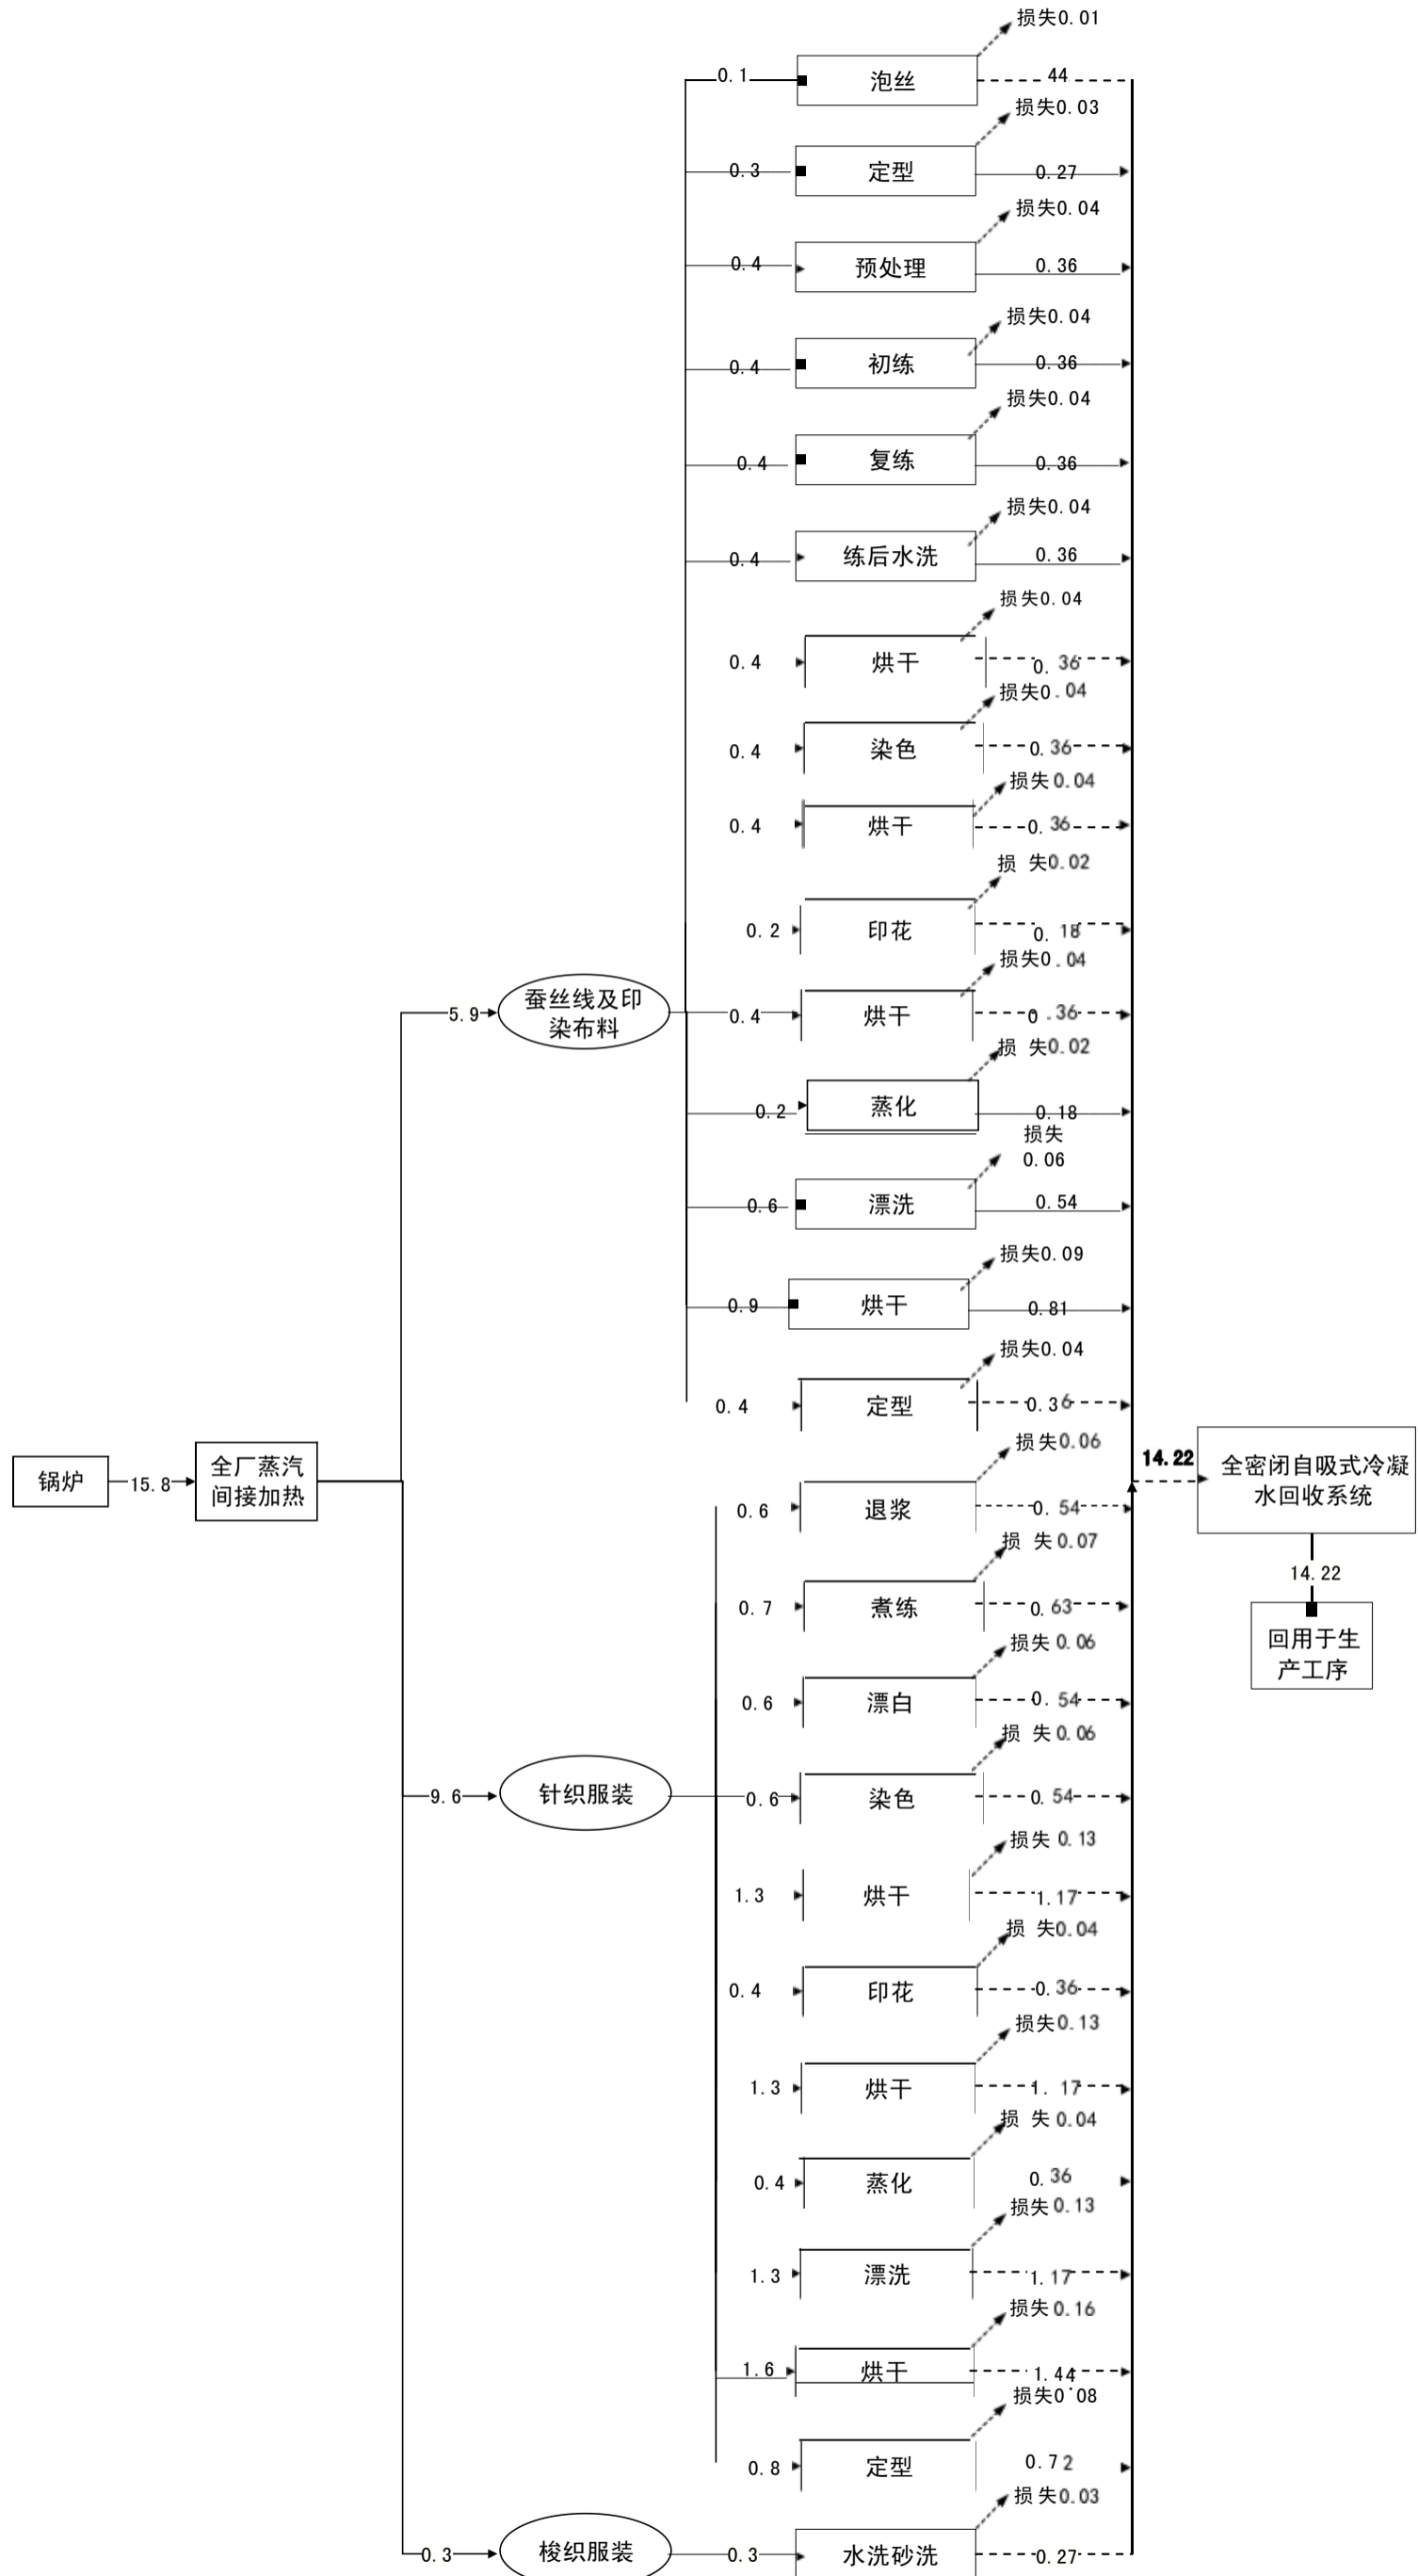 损失0.01
0.1
泡丝
44
损失0.03
0.3
定型
0.27
损失0.04
0.4
预处理
0.36
损失0.04
0.4
初练
0.36
损失0.04
0.4
复练
0.36
损失0.04
0.4
练后水洗
0.36
损失0.04
0.4
烘干
0. 36
损失0.04
0.4
染色
0.36
损失0.04
0.4
烘干
0. 36
损 失0.02
0.2
印花
0. 18
损失0.04
5.9
蚕丝线及印
染布料
0.4
烘干
0 .36
损 失0.02
0.2
蒸化
0.18
损失
0.06
0.6
漂洗
0.54
损失0.09
0.9
烘干
0.81
损失0.04
0.4
定型
0.36
锅炉
15.8
全厂蒸汽
间接加热
14.22
全密闭自吸式冷凝
水回收系统
14.22
回用于生
产工序
损失0.06
0.6
退浆
0. 54
损 失0.07
0.7
煮练
0.63
损失0.06
0.6
漂白
0. 54
损 失0.06
9.6
针织服装
0.6
染色
0. 54
损失 0.13
1.3
烘干
1.17
损 失0.04
0.4
印花
0.36
损失0.13
1.3
烘干
1. 17
损 失 0.04
0.4
蒸化
0.36
损失0.13
1.3
漂洗
1.17
损失0.16
1.6
烘干
1.44
损失0.08
0.8
定型
0.72
损失0.03
0.3
梭织服装
0.3
水洗砂洗
0.27